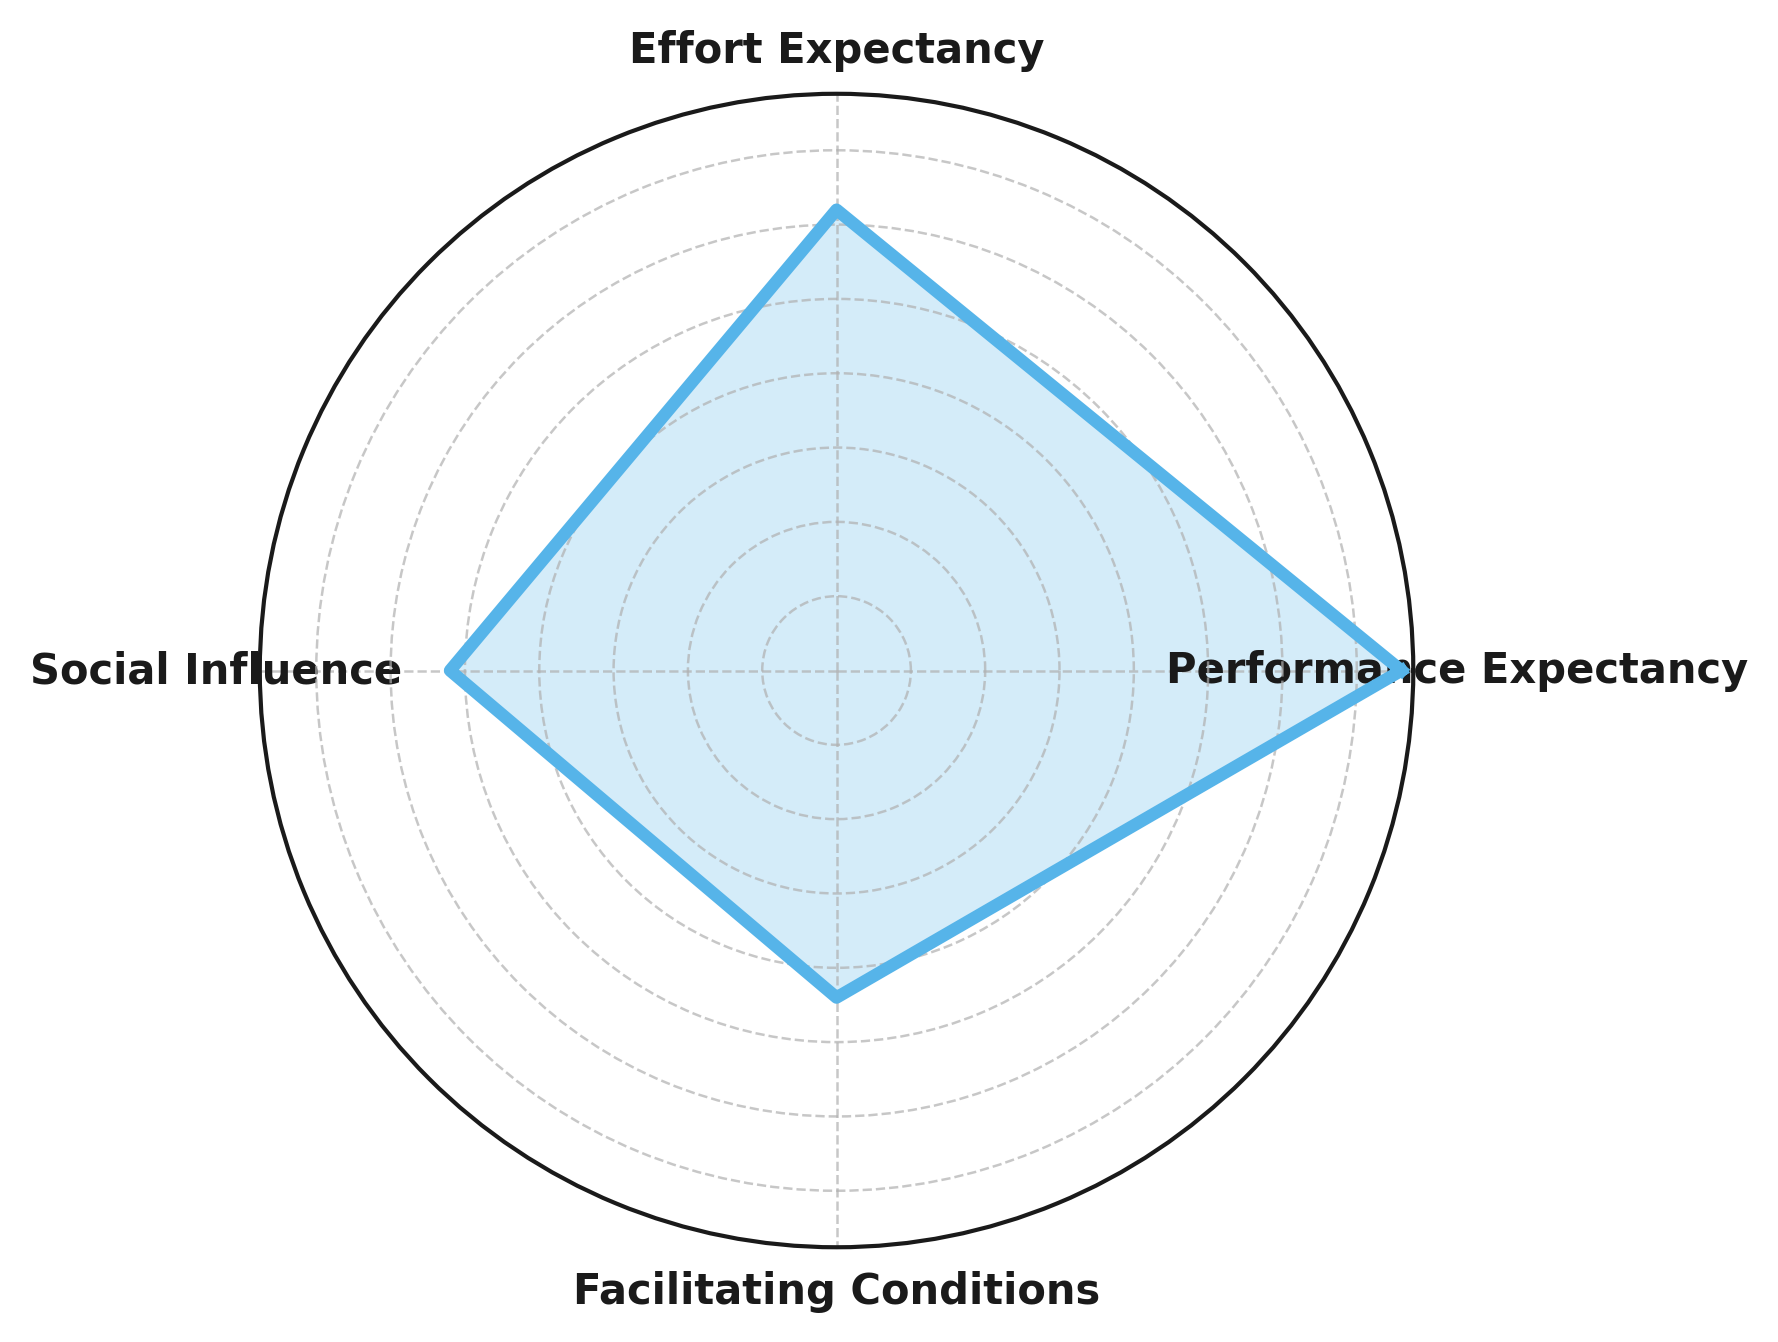 Effort Expectancy
Social Influence
Performance Expectancy
Facilitating Conditions